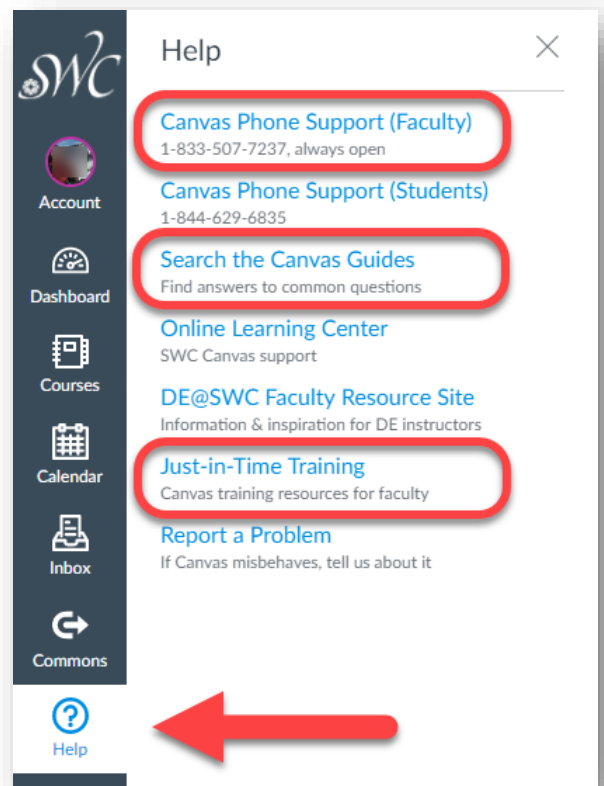 SWC
Account
Dashboard
Courses
Calendar
Inbox
Commons
Help
Help
Canvas Phone Support (Faculty)
1-833-507-7237, always open
Canvas Phone Support (Students)
1-844-629-6835
Search the Canvas Guides
Find answers to common questions
Online Learning Center
SWC Canvas support
DE@SWC Faculty Resource Site
Information & inspiration for DE instructors
Just-in-Time Training
Canvas training resources for faculty
Report a Problem
If Canvas misbehaves, tell us about it